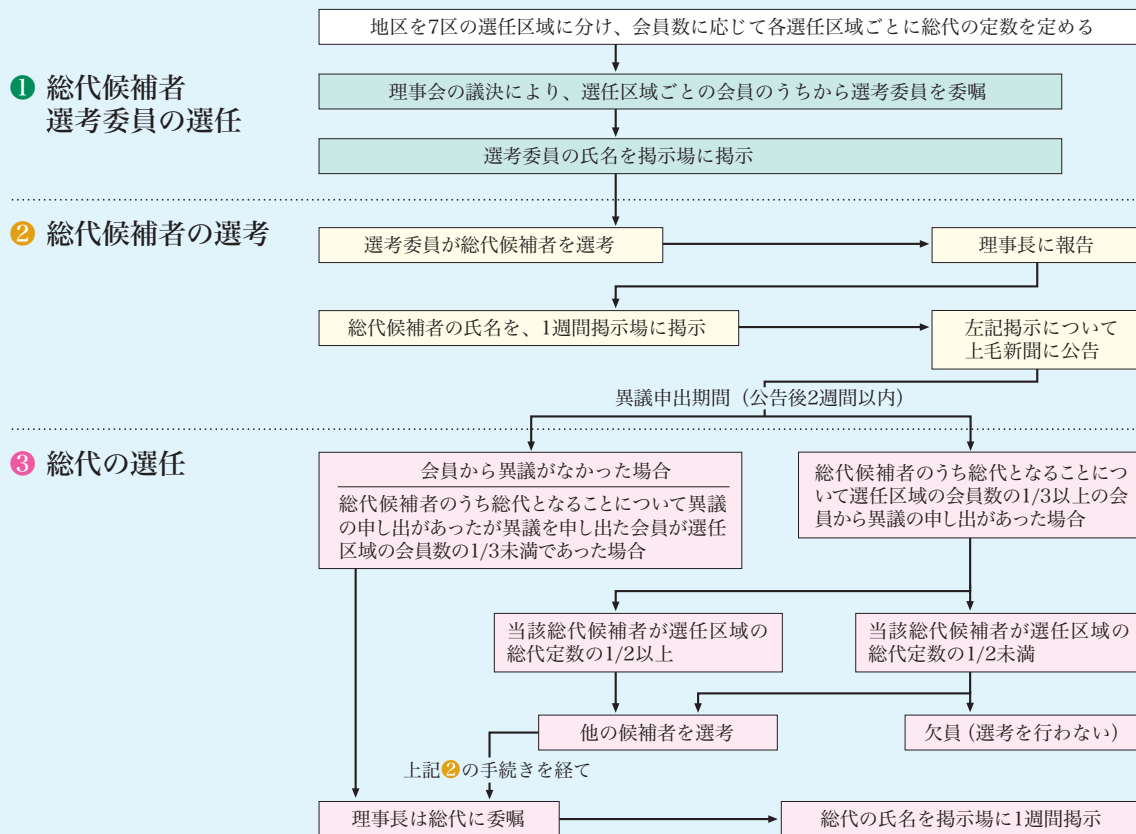 地区を7区の選任区域に分け、会員数に応じて各選任区域ごとに総代の定数を定める
❶ 総代候補者
選考委員の選任
理事会の議決により、選任区域ごとの会員のうちから選考委員を委嘱
選考委員の氏名を掲示場に掲示
❷ 総代候補者の選考
選考委員が総代候補者を選考
理事長に報告
総代候補者の氏名を、1週間掲示場に掲示
左記掲示について
上毛新聞に公告
異議申出期間（公告後2週間以内）
❸ 総代の選任
会員から異議がなかった場合
総代候補者のうち総代となることについて異議
の申し出があったが異議を申し出た会員が選任
区域の会員数の1/3未満であった場合
総代候補者のうち総代となることにつ
いて選任区域の会員数の1/3以上の会
員から異議の申し出があった場合
当該総代候補者が選任区域の
総代定数の1/2以上
当該総代候補者が選任区域の
総代定数の1/2未満
他の候補者を選考
欠員（選考を行わない）
上記❷の手続きを経て
理事長は総代に委嘱
総代の氏名を掲示場に1週間掲示